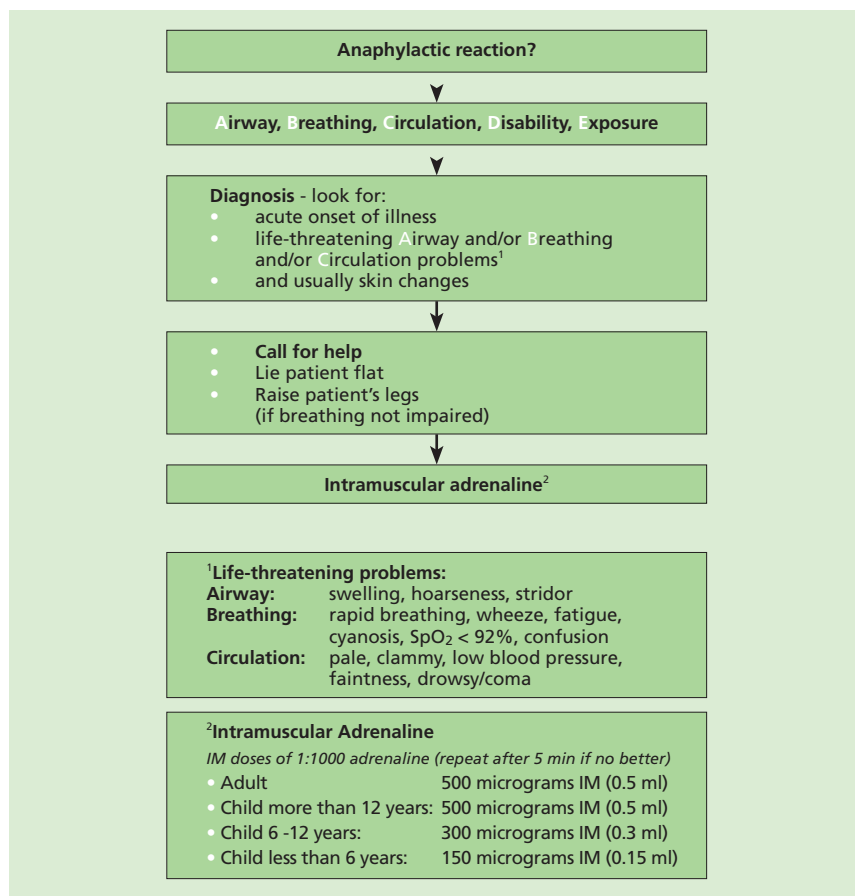 Anaphylactic reaction?
Airway, Breathing, Circulation, Disability, Exposure
Diagnosis - look for:
• acute onset of illness
• life-threatening Airway and/or Breathing
and/or Circulation problems¹
• and usually skin changes
• Call for help
• Lie patient flat
• Raise patient's legs
(if breathing not impaired)
Intramuscular adrenaline²
¹Life-threatening problems:
Airway: swelling, hoarseness, stridor
Breathing: rapid breathing, wheeze, fatigue,
cyanosis, SpO₂ < 92%, confusion
Circulation: pale, clammy, low blood pressure,
faintness, drowsy/coma
²Intramuscular Adrenaline
IM doses of 1:1000 adrenaline (repeat after 5 min if no better)
• Adult 500 micrograms IM (0.5 ml)
• Child more than 12 years: 500 micrograms IM (0.5 ml)
• Child 6 -12 years: 300 micrograms IM (0.3 ml)
• Child less than 6 years: 150 micrograms IM (0.15 ml)